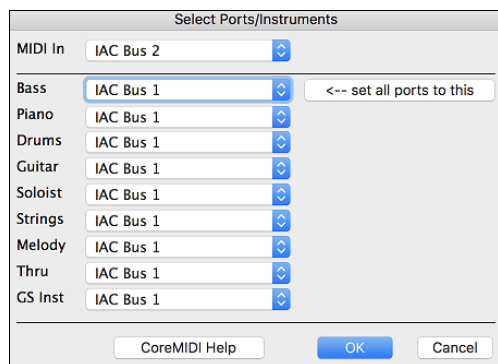 Select Ports/Instruments
MIDI In IAC Bus 2
Bass IAC Bus 1 <-- set all ports to this
Piano IAC Bus 1
Drums IAC Bus 1
Guitar IAC Bus 1
Soloist IAC Bus 1
Strings IAC Bus 1
Melody IAC Bus 1
Thru IAC Bus 1
GS Inst IAC Bus 1
CoreMIDI Help OK Cancel